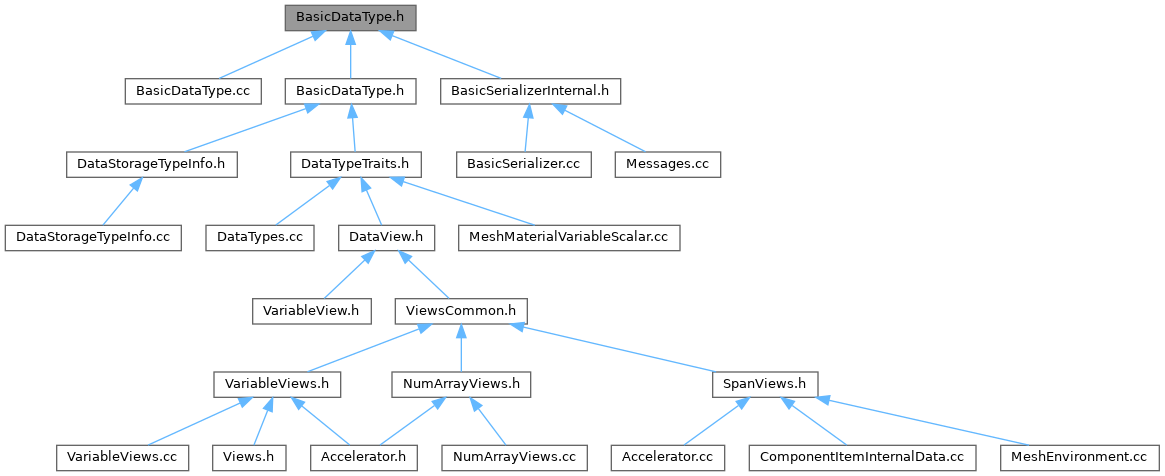 BasicDataType.h
BasicDataType.cc
BasicDataType.h
BasicSerializerInternal.h
DataStorageTypeInfo.h
DataTypeTraits.h
BasicSerializer.cc
Messages.cc
DataStorageTypeInfo.cc
DataTypes.cc
DataView.h
MeshMaterialVariableScalar.cc
VariableView.h
ViewsCommon.h
VariableViews.h
NumArrayViews.h
SpanViews.h
VariableViews.cc
Views.h
Accelerator.h
NumArrayViews.cc
Accelerator.cc
ComponentItemInternalData.cc
MeshEnvironment.cc